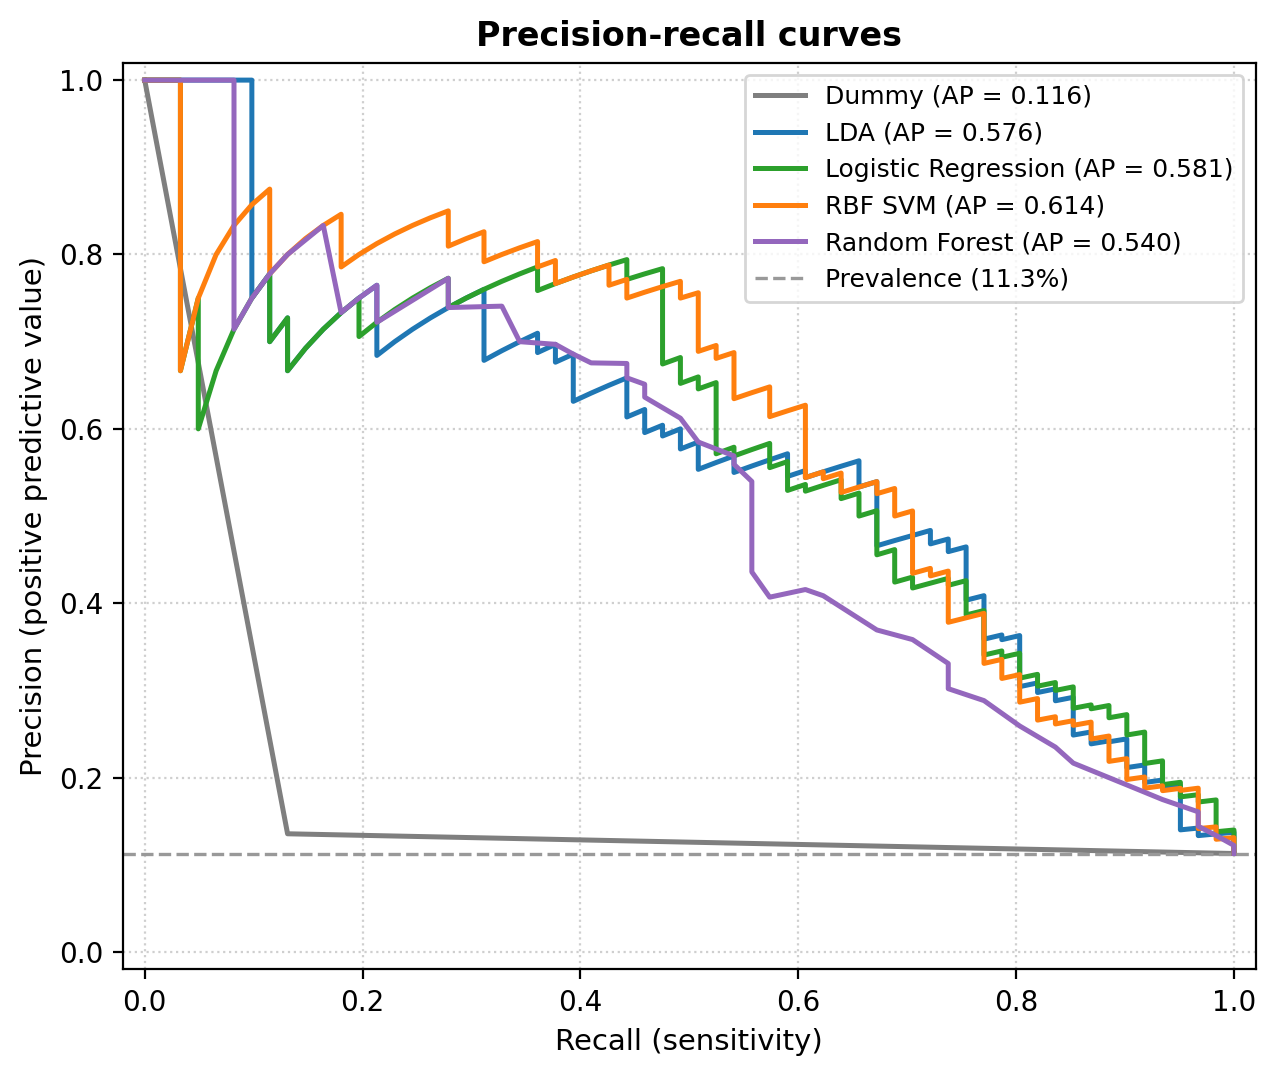 Precision-recall curves
Dummy (AP = 0.116)
LDA (AP = 0.576)
Logistic Regression (AP = 0.581)
RBF SVM (AP = 0.614)
Random Forest (AP = 0.540)
Prevalence (11.3%)
Precision (positive predictive value)
1.0
0.8
0.6
0.4
0.2
0.0
0.0 0.2 0.4 0.6 0.8 1.0
Recall (sensitivity)